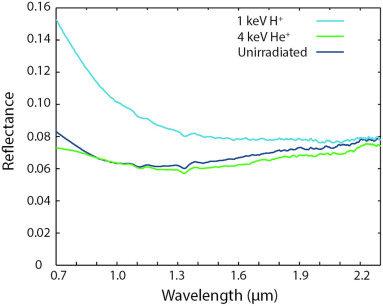 0.16
1 keV H⁺
4 keV He⁺
Unirradiated
0.14
0.12
0.10
0.08
0.06
0.04
0.02
0
Reflectance
0.7 1.0 1.3 1.6 1.9 2.2
Wavelength (μm)